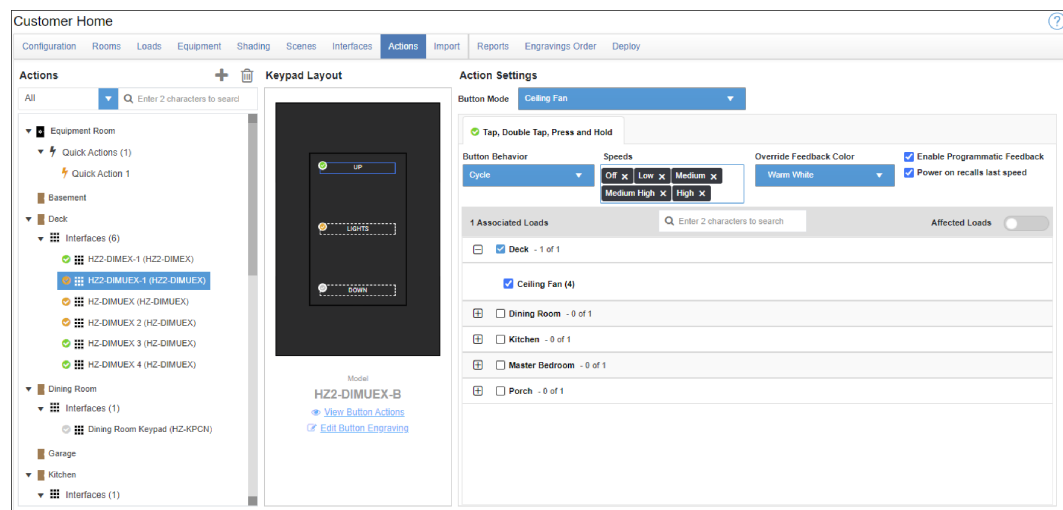 Customer Home
?
Configuration Rooms Loads Equipment Shading Scenes Interfaces Actions Import Reports Engravings Order Deploy
Actions
All
Enter 2 characters to searc
Equipment Room
Quick Actions (1)
Quick Action 1
Basement
Deck
Interfaces (6)
HZ2-DIMEX-1 (HZ2-DIMEX)
HZ2-DIMUEX-1 (HZ2-DIMUEX)
HZ-DIMUEX (HZ-DIMUEX)
HZ-DIMUEX 2 (HZ-DIMUEX)
HZ-DIMUEX 3 (HZ-DIMUEX)
HZ-DIMUEX 4 (HZ-DIMUEX)
Dining Room
Interfaces (1)
Dining Room Keypad (HZ-KPCN)
Garage
Kitchen
Interfaces (1)
Keypad Layout
UP
LIGHTS
DOWN
Model
HZ2-DIMUEX-B
View Button Actions
Edit Button Engraving
Action Settings
Button Mode Ceiling Fan
Tap, Double Tap, Press and Hold
Button Behavior Speeds Override Feedback Color Enable Programmatic Feedback
Cycle Off x Low x Medium x Warm White Power on recalls last speed
Medium High x High x
1 Associated Loads Enter 2 characters to search Affected Loads
Deck - 1 of 1
Ceiling Fan (4)
Dining Room - 0 of 1
Kitchen - 0 of 1
Master Bedroom - 0 of 1
Porch - 0 of 1